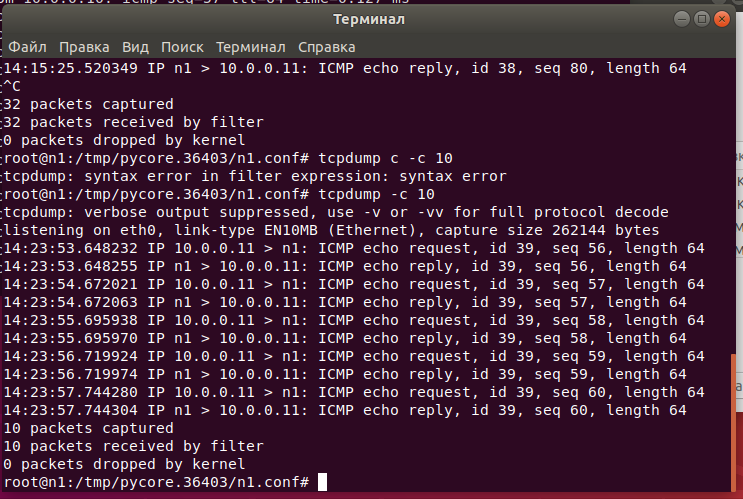 Терминал
Файл Правка Вид Поиск Терминал Справка
14:15:25.520349 IP n1 > 10.0.0.11: ICMP echo reply, id 38, seq 80, length 64
^C
32 packets captured
32 packets received by filter
0 packets dropped by kernel
root@n1:/tmp/pycore.36403/n1.conf# tcpdump c -c 10
tcpdump: syntax error in filter expression: syntax error
root@n1:/tmp/pycore.36403/n1.conf# tcpdump -c 10
tcpdump: verbose output suppressed, use -v or -vv for full protocol decode
listening on eth0, link-type EN10MB (Ethernet), capture size 262144 bytes
14:23:53.648232 IP 10.0.0.11 > n1: ICMP echo request, id 39, seq 56, length 64
14:23:53.648255 IP n1 > 10.0.0.11: ICMP echo reply, id 39, seq 56, length 64
14:23:54.672021 IP 10.0.0.11 > n1: ICMP echo request, id 39, seq 57, length 64
14:23:54.672063 IP n1 > 10.0.0.11: ICMP echo reply, id 39, seq 57, length 64
14:23:55.695938 IP 10.0.0.11 > n1: ICMP echo request, id 39, seq 58, length 64
14:23:55.695970 IP n1 > 10.0.0.11: ICMP echo reply, id 39, seq 58, length 64
14:23:56.719924 IP 10.0.0.11 > n1: ICMP echo request, id 39, seq 59, length 64
14:23:56.719974 IP n1 > 10.0.0.11: ICMP echo reply, id 39, seq 59, length 64
14:23:57.744280 IP 10.0.0.11 > n1: ICMP echo request, id 39, seq 60, length 64
14:23:57.744304 IP n1 > 10.0.0.11: ICMP echo reply, id 39, seq 60, length 64
10 packets captured
10 packets received by filter
0 packets dropped by kernel
root@n1:/tmp/pycore.36403/n1.conf#